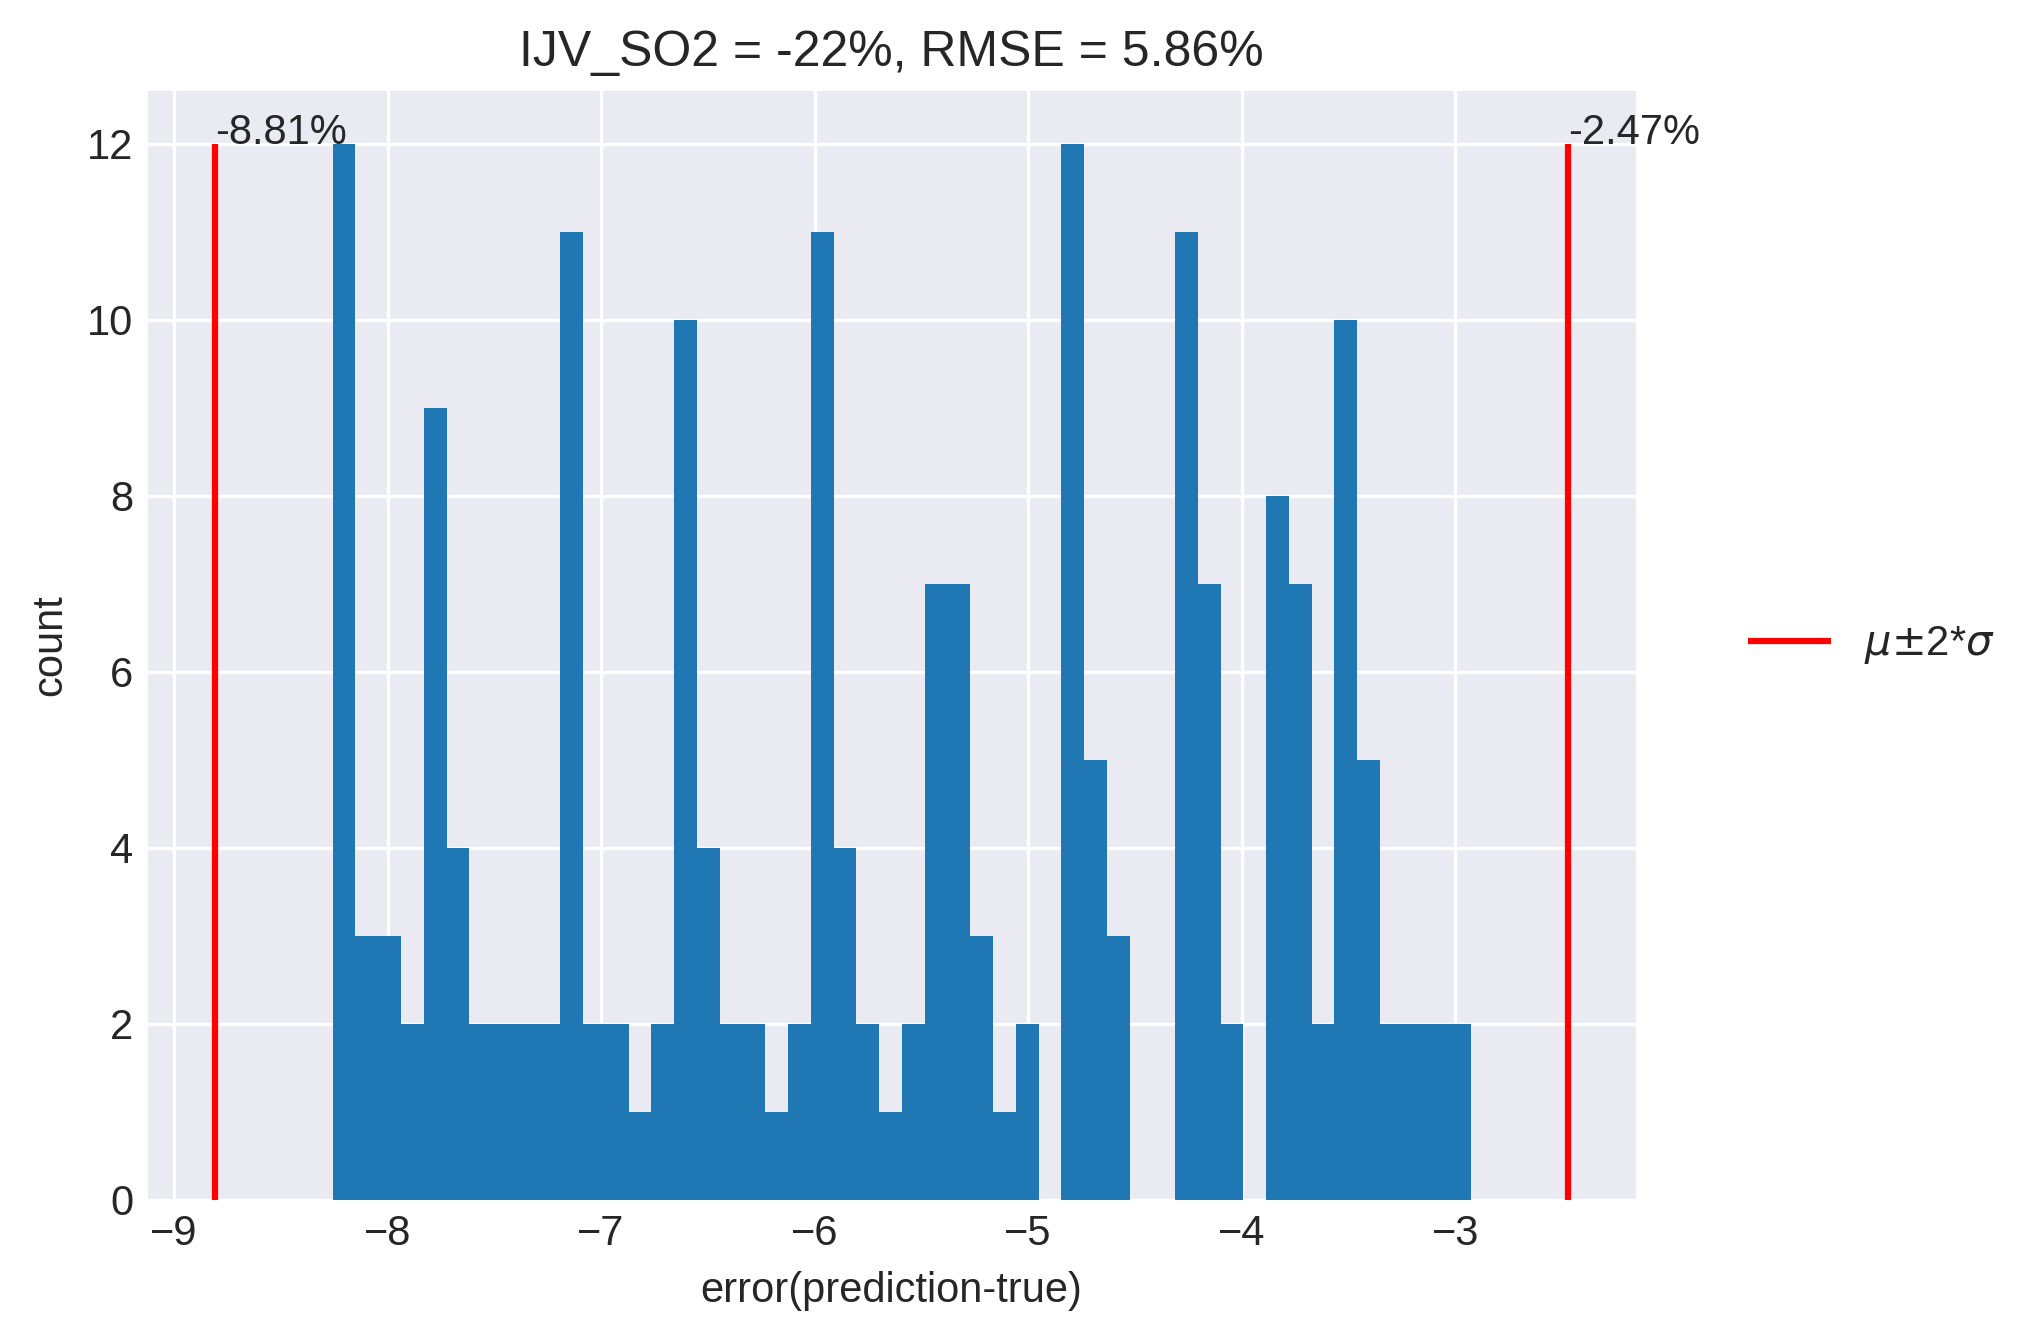 IJV_SO2 = -22%, RMSE = 5.86%
-8.81%
-2.47%
12
10
8
6
4
2
0
count
μ±2*σ
−9 −8 −7 −6 −5 −4 −3
error(prediction-true)